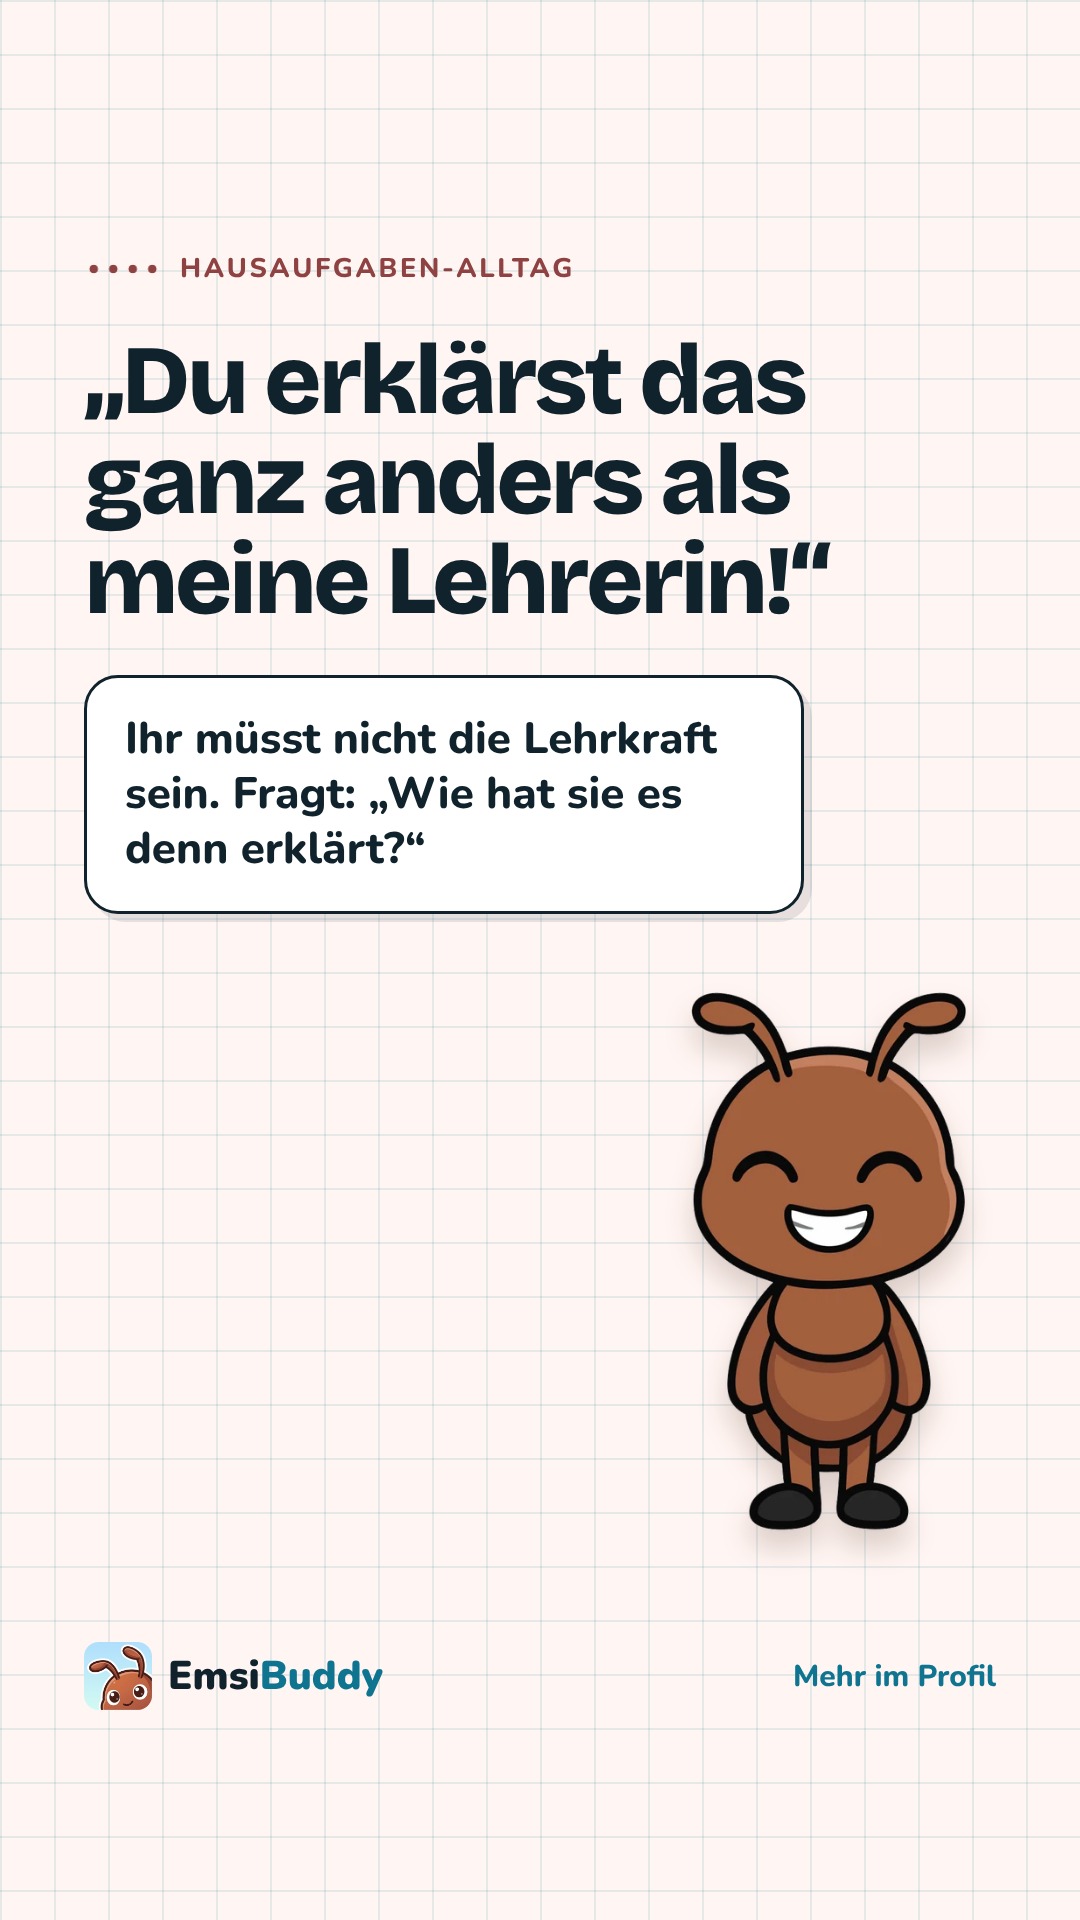 HAUSAUFGABEN-ALLTAG
„Du erklärst das
ganz anders als
meine Lehrerin!“
Ihr müsst nicht die Lehrkraft
sein. Fragt: „Wie hat sie es
denn erklärt?“
EmsiBuddy
Mehr im Profil